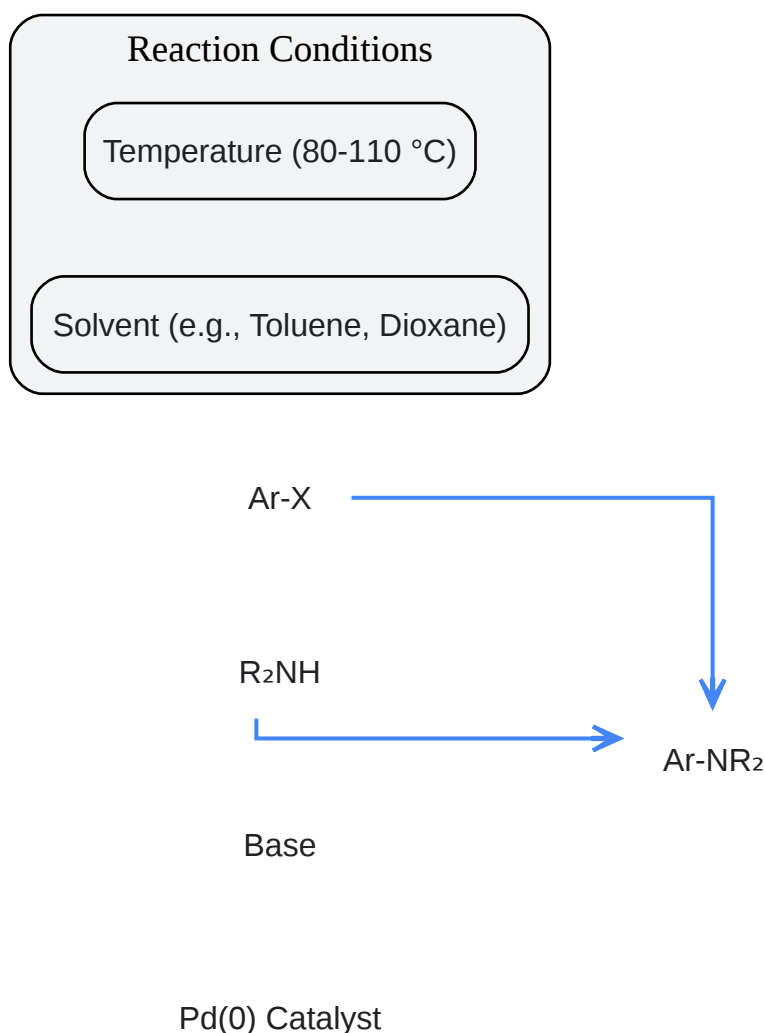 Reaction Conditions
Temperature (80-110 °C)
Solvent (e.g., Toluene, Dioxane)
Ar-X
R₂NH
Ar-NR₂
Base
Pd(0) Catalyst